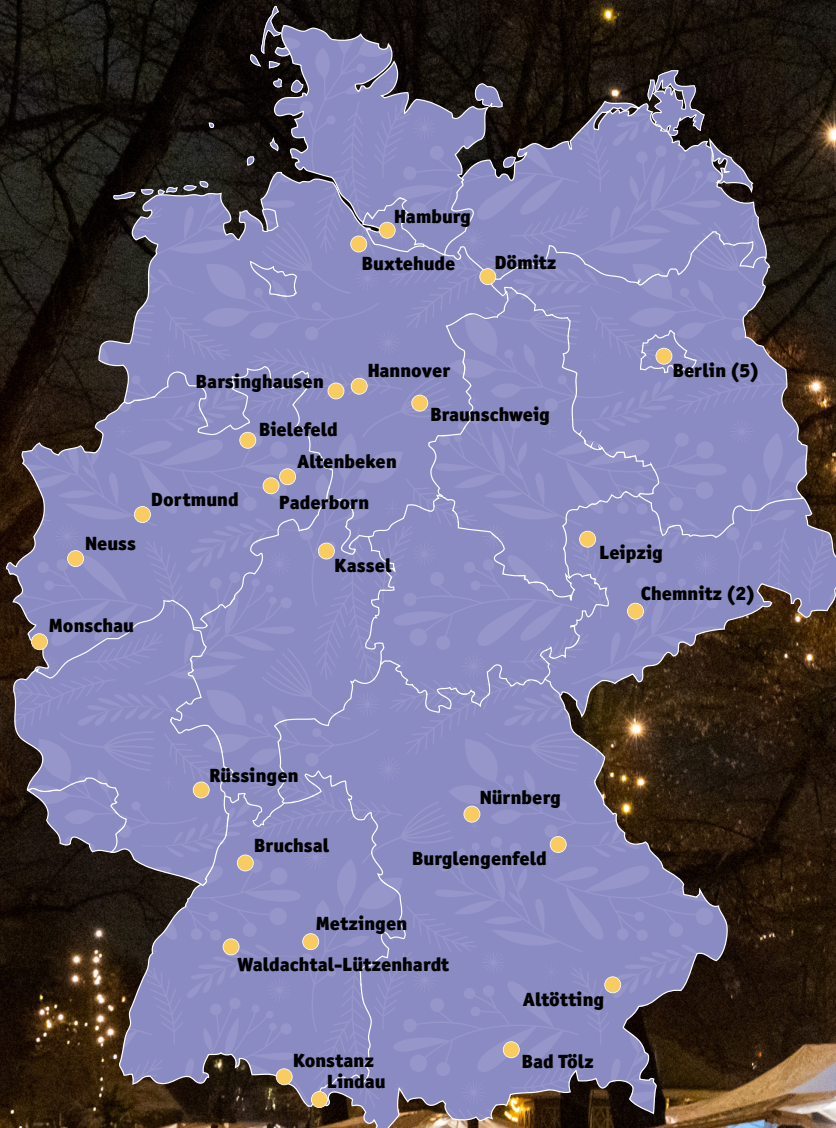 Hamburg
Buxtehude
Dömitz
Berlin (5)
Hannover
Barsinghausen
Braunschweig
Bielefeld
Altenbeken
Dortmund
Paderborn
Neuss
Leipzig
Kassel
Chemnitz (2)
Monschau
Rüssingen
Nürnberg
Bruchsal
Burglengenfeld
Metzingen
Waldachtal-Lützenhardt
Altötting
Konstanz
Bad Tölz
Lindau